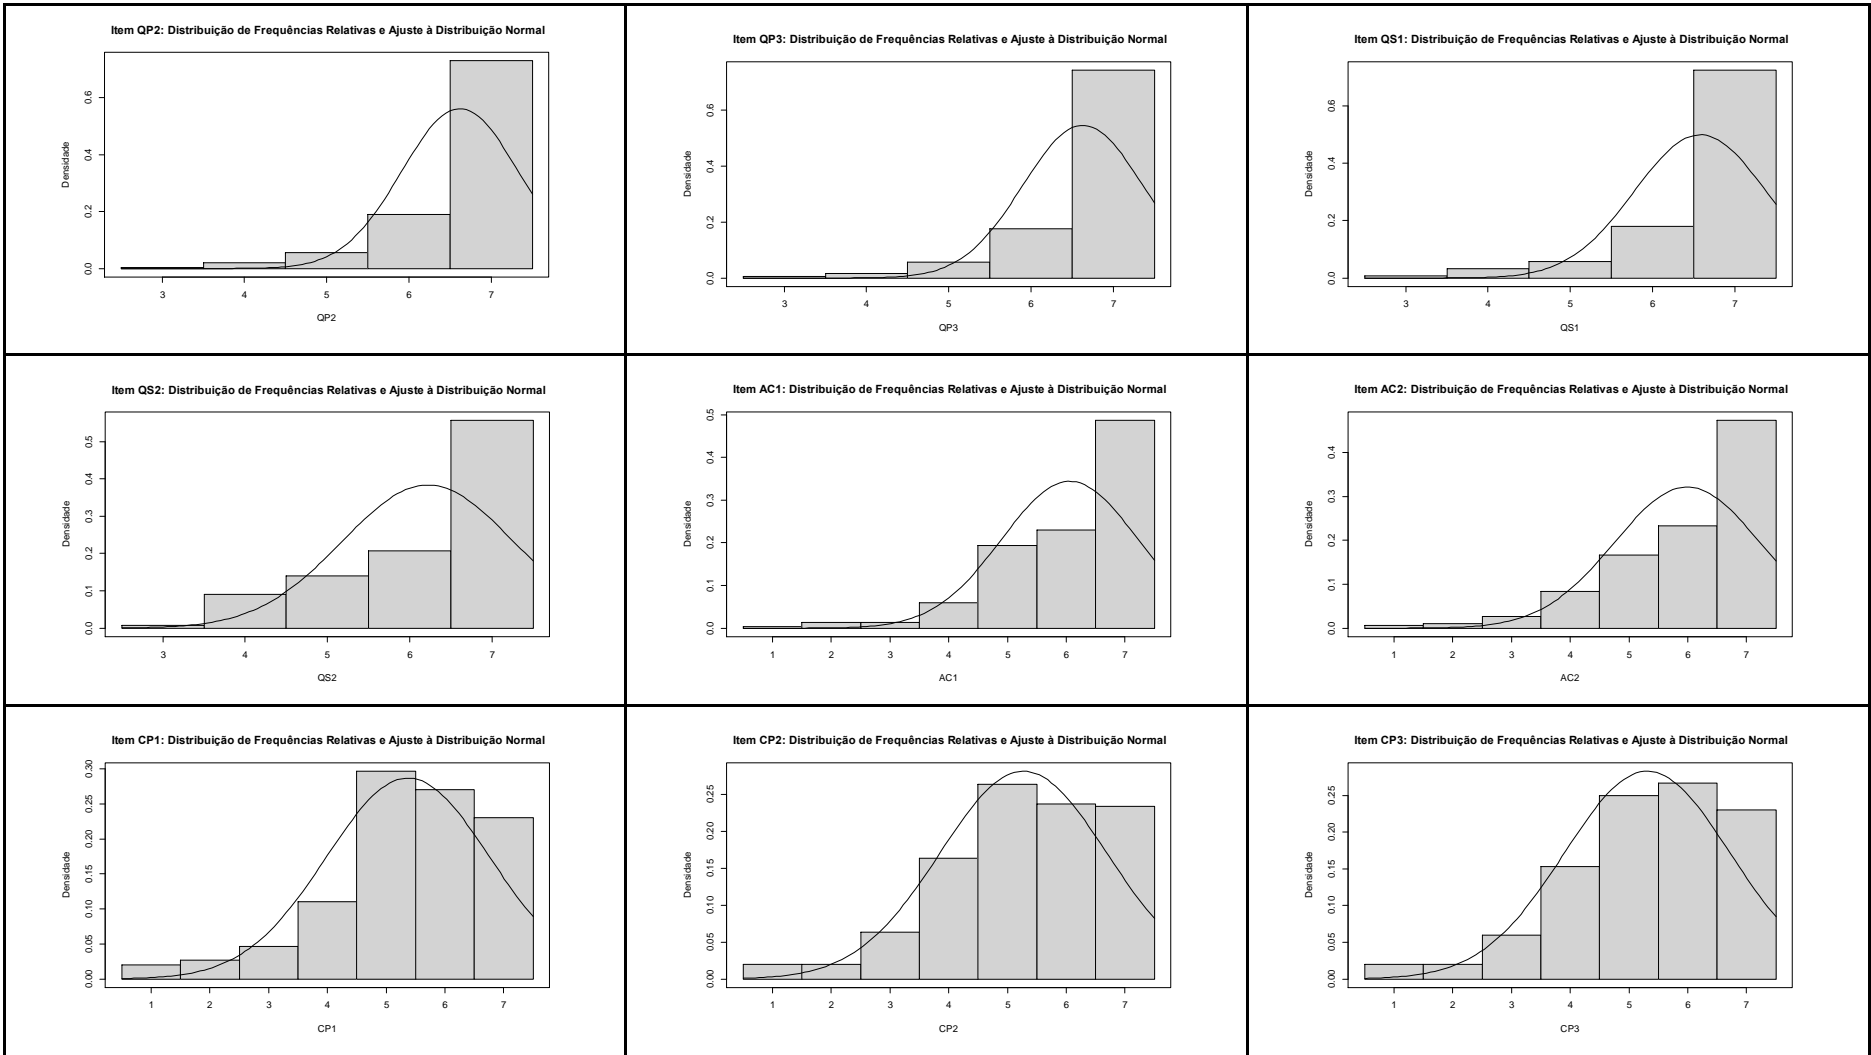 Item QP2: Distribuição de Frequências Relativas e Ajuste à Distribuição Normal
Densidade
0.6
0.4
0.2
0.0
3 4 5 6 7
QP2
Item QP3: Distribuição de Frequências Relativas e Ajuste à Distribuição Normal
Densidade
0.6
0.4
0.2
0.0
3 4 5 6 7
QP3
Item QS1: Distribuição de Frequências Relativas e Ajuste à Distribuição Normal
Densidade
0.6
0.4
0.2
0.0
3 4 5 6 7
QS1
Item QS2: Distribuição de Frequências Relativas e Ajuste à Distribuição Normal
Densidade
0.5
0.4
0.3
0.2
0.1
0.0
3 4 5 6 7
QS2
Item AC1: Distribuição de Frequências Relativas e Ajuste à Distribuição Normal
Densidade
0.5
0.4
0.3
0.2
0.1
0.0
1 2 3 4 5 6 7
AC1
Item AC2: Distribuição de Frequências Relativas e Ajuste à Distribuição Normal
Densidade
0.4
0.3
0.2
0.1
0.0
1 2 3 4 5 6 7
AC2
Item CP1: Distribuição de Frequências Relativas e Ajuste à Distribuição Normal
Densidade
0.30
0.25
0.20
0.15
0.10
0.05
0.00
1 2 3 4 5 6 7
CP1
Item CP2: Distribuição de Frequências Relativas e Ajuste à Distribuição Normal
Densidade
0.25
0.20
0.15
0.10
0.05
0.00
1 2 3 4 5 6 7
CP2
Item CP3: Distribuição de Frequências Relativas e Ajuste à Distribuição Normal
Densidade
0.25
0.20
0.15
0.10
0.05
0.00
1 2 3 4 5 6 7
CP3